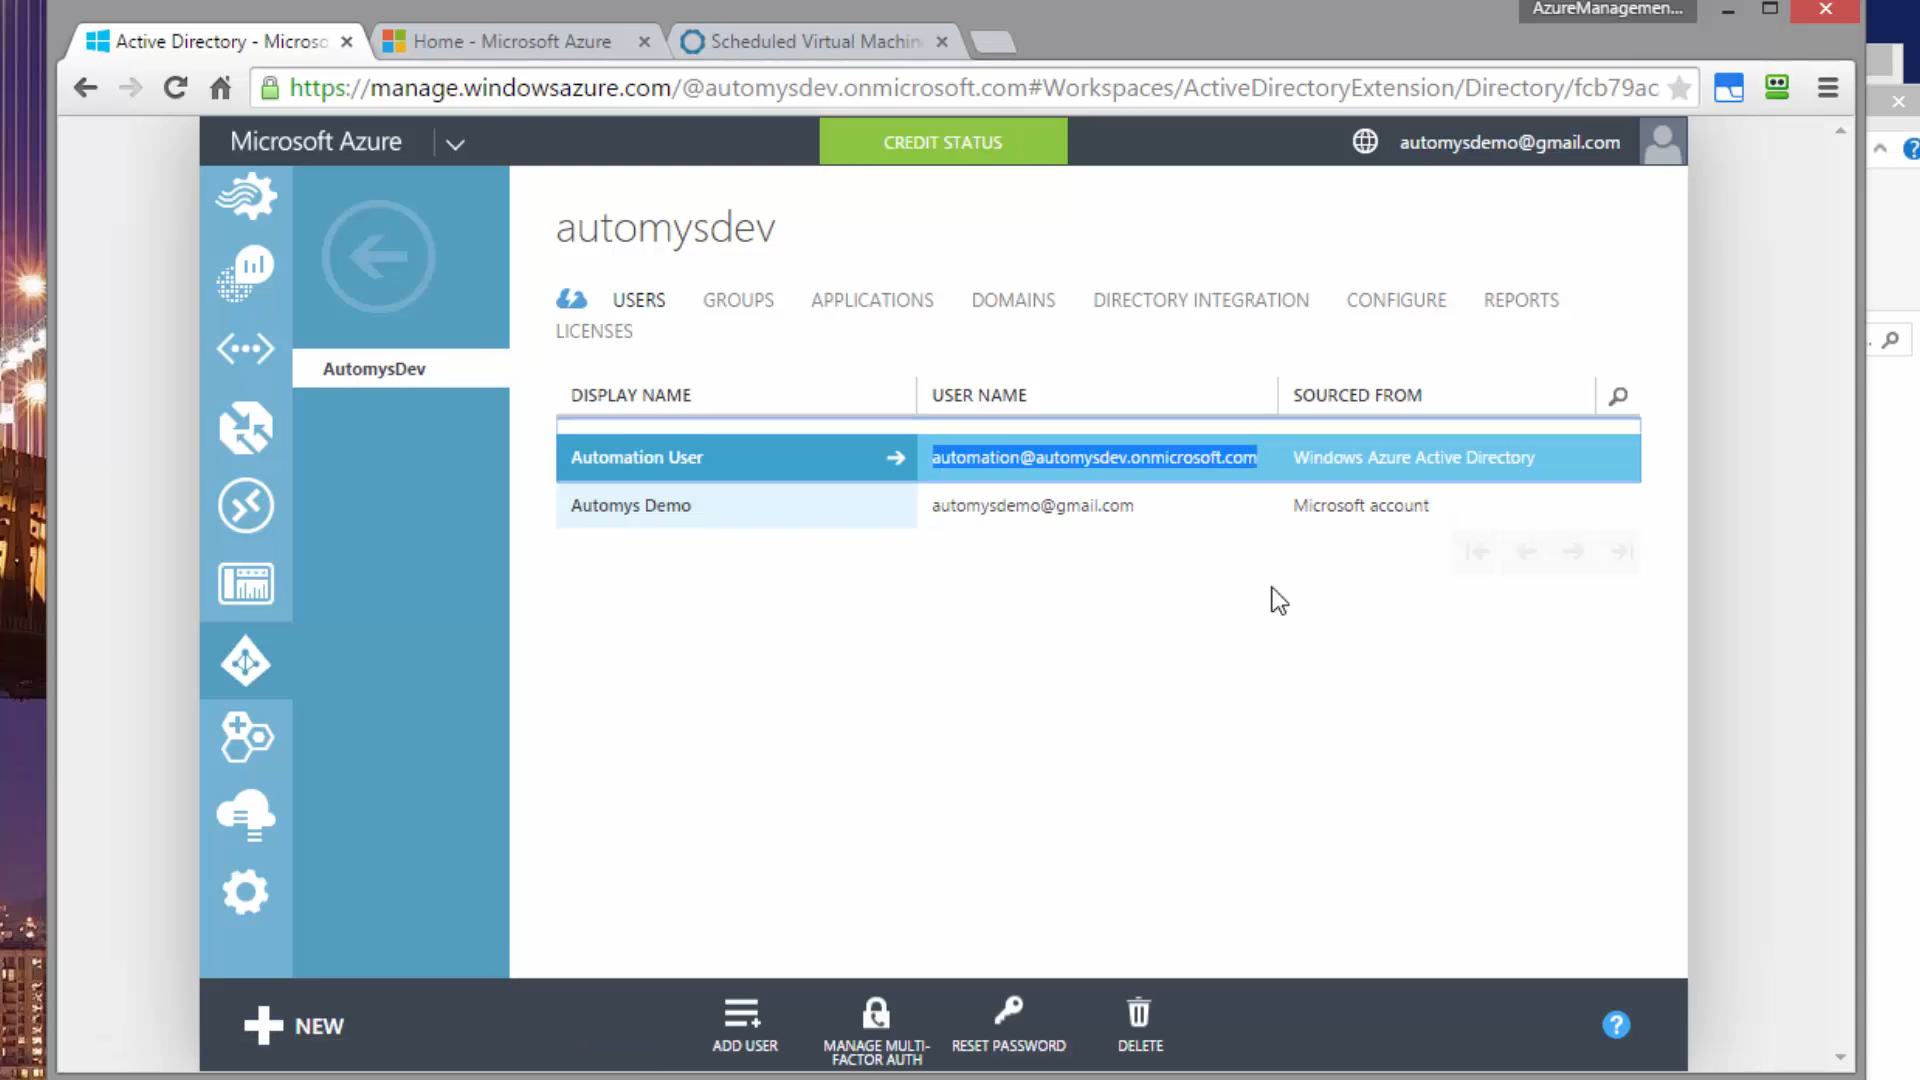 AzureManagemen...
Active Directory - Microso
Home - Microsoft Azure
Scheduled Virtual Machin
https://manage.windowsazure.com/@automysdev.onmicrosoft.com#Workspaces/ActiveDirectoryExtension/Directory/fcb79ac
Microsoft Azure
CREDIT STATUS
automysdemo@gmail.com
automysdev
USERS GROUPS APPLICATIONS DOMAINS DIRECTORY INTEGRATION CONFIGURE REPORTS
LICENSES
AutomysDev
DISPLAY NAME USER NAME SOURCED FROM
Automation User automation@automysdev.onmicrosoft.com Windows Azure Active Directory
Automys Demo automysdemo@gmail.com Microsoft account
NEW
ADD USER
MANAGE MULTI-
FACTOR AUTH
RESET PASSWORD
DELETE
?